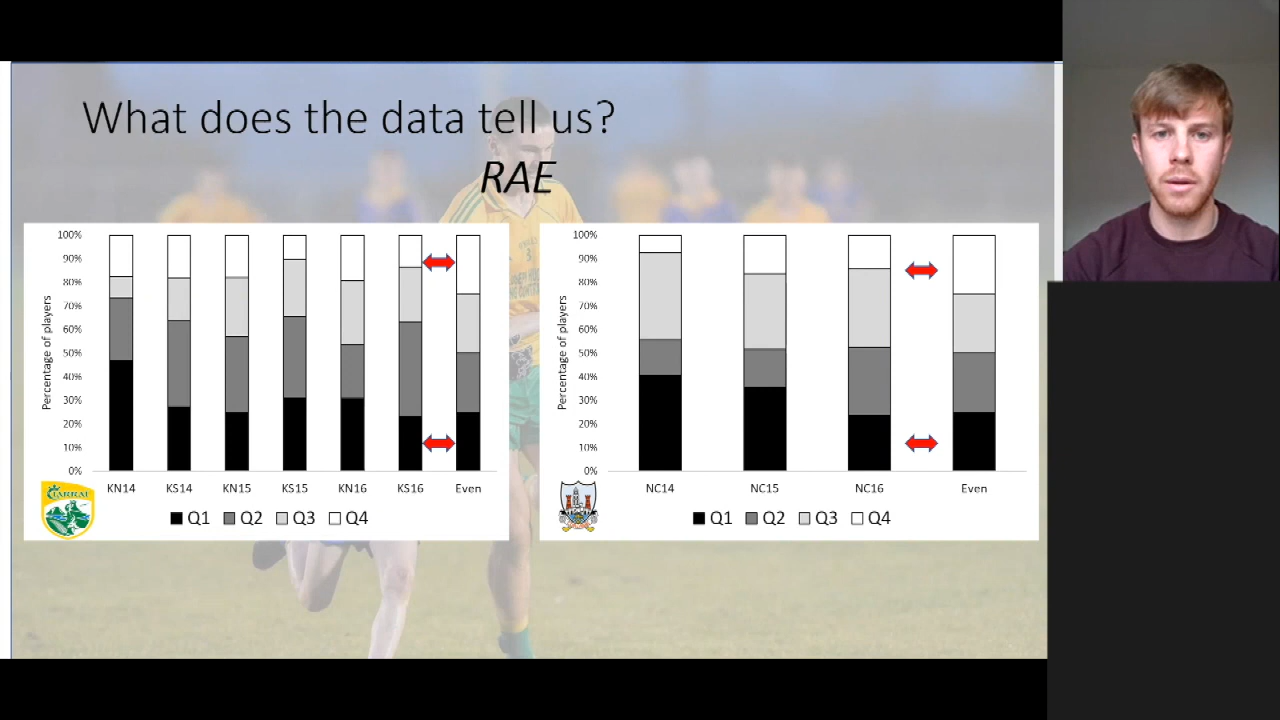 What does the data tell us?
RAE
Percentage of players
100%
90%
80%
70%
60%
50%
40%
30%
20%
10%
0%
KN14 KS14 KN15 KS15 KN16 KS16 Even
Q1 Q2 Q3 Q4
CIARRAÍ
Percentage of players
100%
90%
80%
70%
60%
50%
40%
30%
20%
10%
0%
NC14 NC15 NC16 Even
Q1 Q2 Q3 Q4